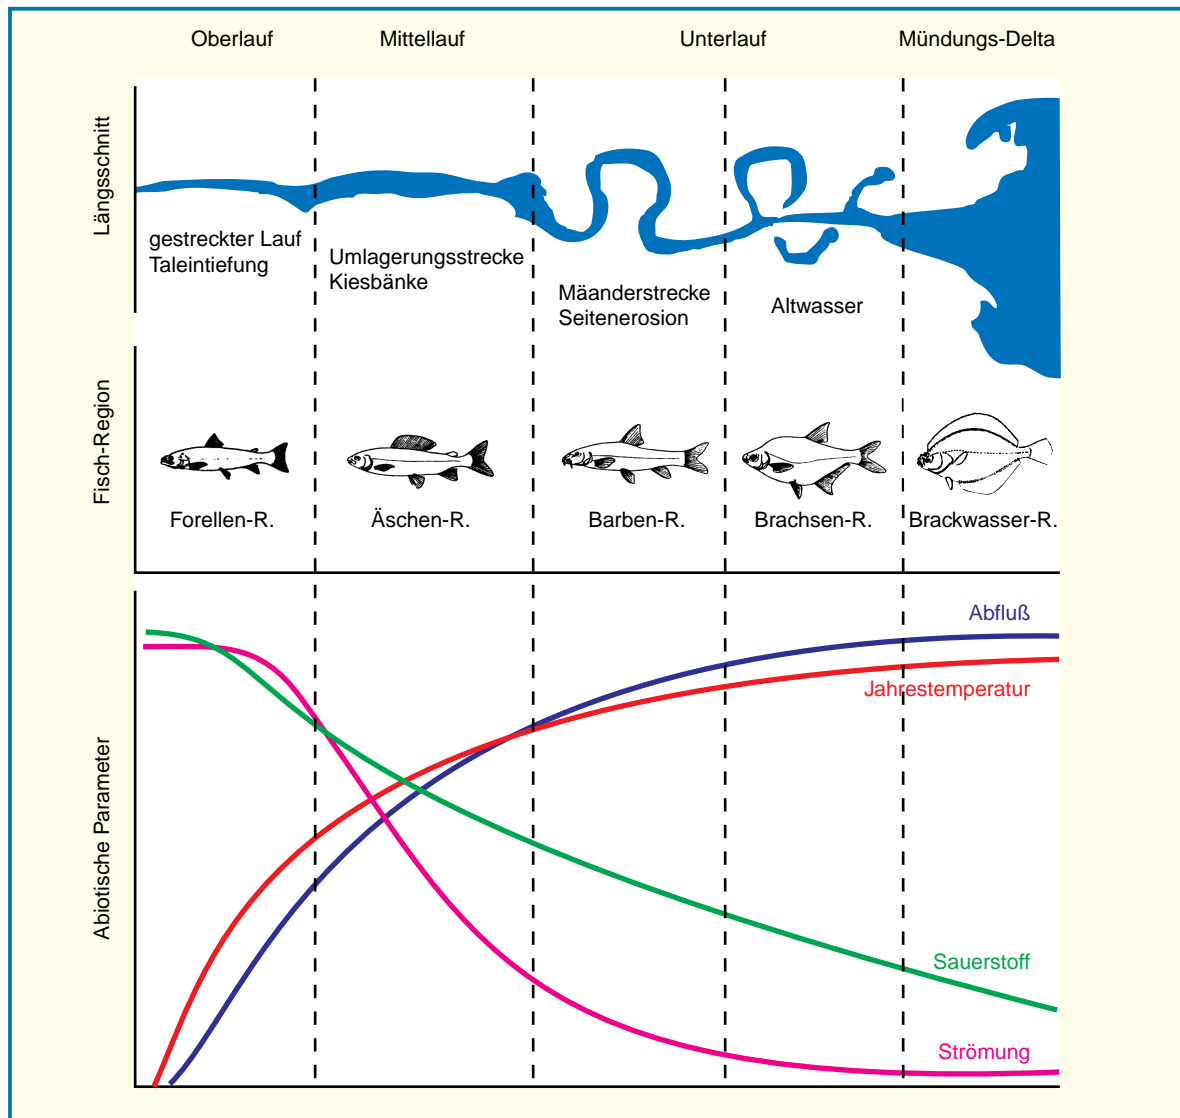 Oberlauf
Mittellauf
Unterlauf
Mündungs-Delta
Längsschnitt
gestreckter Lauf
Taleintiefung
Umlagerungsstrecke
Kiesbänke
Mäanderstrecke
Seitenerosion
Altwasser
Fisch-Region
Forellen-R.
Äschen-R.
Barben-R.
Brachsen-R.
Brackwasser-R.
Abiotische Parameter
Abfluß
Jahrestemperatur
Sauerstoff
Strömung